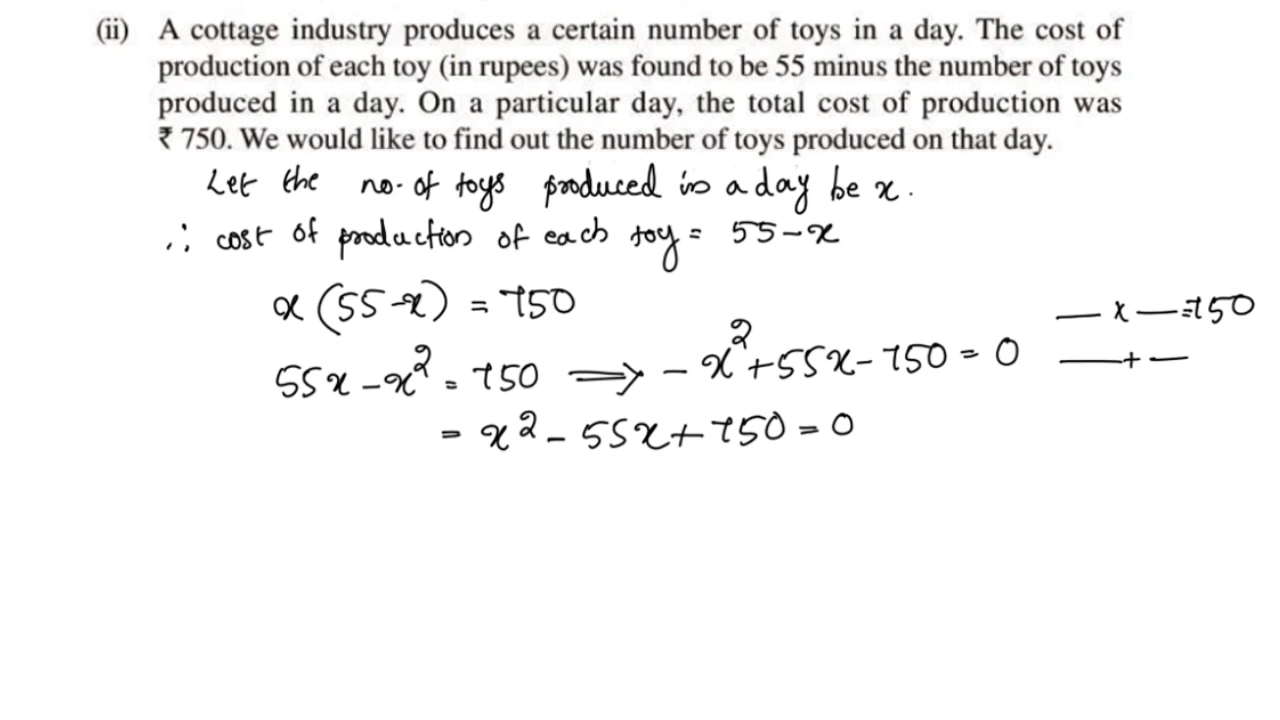 (ii) A cottage industry produces a certain number of toys in a day. The cost of
production of each toy (in rupees) was found to be 55 minus the number of toys
produced in a day. On a particular day, the total cost of production was
₹ 750. We would like to find out the number of toys produced on that day.
Let the no. of toys produced in a day be x.
∴ cost of production of each toy = 55-x
x (55-x) = 750
— x — = 750
55x - x² = 750 ⟹ - x² + 55x - 750 = 0
— + —
= x² - 55x + 750 = 0